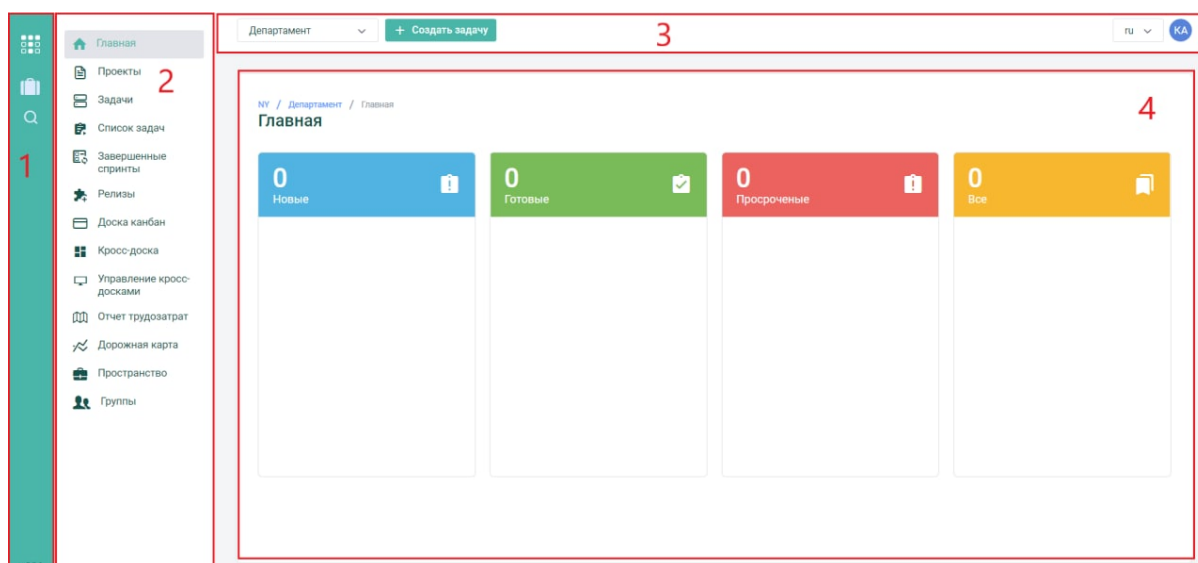 1
Главная
Проекты
2
Задачи
Список задач
Завершенные
спринты
Релизы
Доска канбан
Кросс-доска
Управление кросс-
досками
Отчет трудозатрат
Дорожная карта
Пространство
Группы
Департамент
+ Создать задачу
3
ru
KA
NY / Департамент / Главная
4
Главная
0
Новые
0
Готовые
0
Просроченые
0
Все